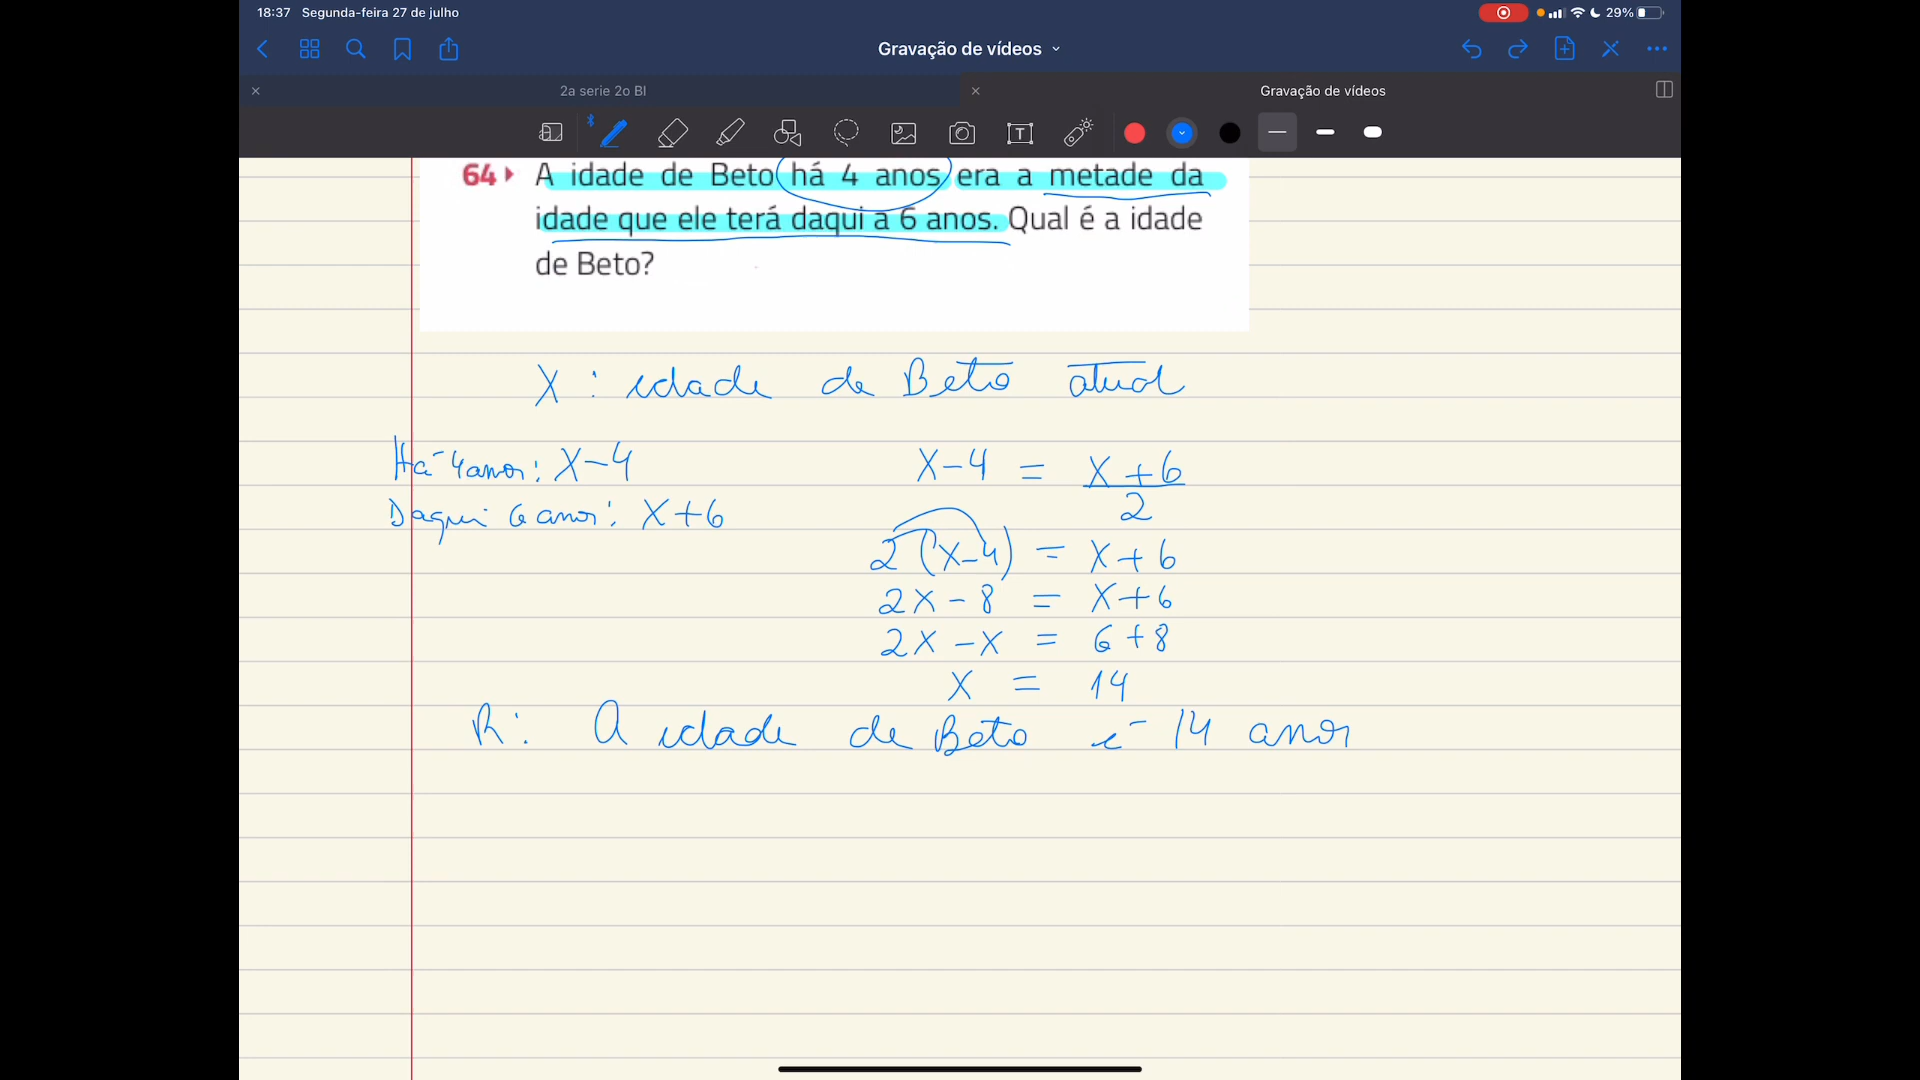 18:37 Segunda-feira 27 de julho
29%
Gravação de vídeos
2a serie 2o BI
Gravação de vídeos
T
64 A idade de Beto há 4 anos era a metade da
idade que ele terá daqui a 6 anos. Qual é a idade
de Beto?
X : idade de Beto atual
Há 4 anos: X-4
Daqui 6 anos: X+6
X-4 = X+6
2
2(X-4) = X+6
2X-8 = X+6
2X-X = 6+8
X = 14
R: A idade de Beto é 14 anos